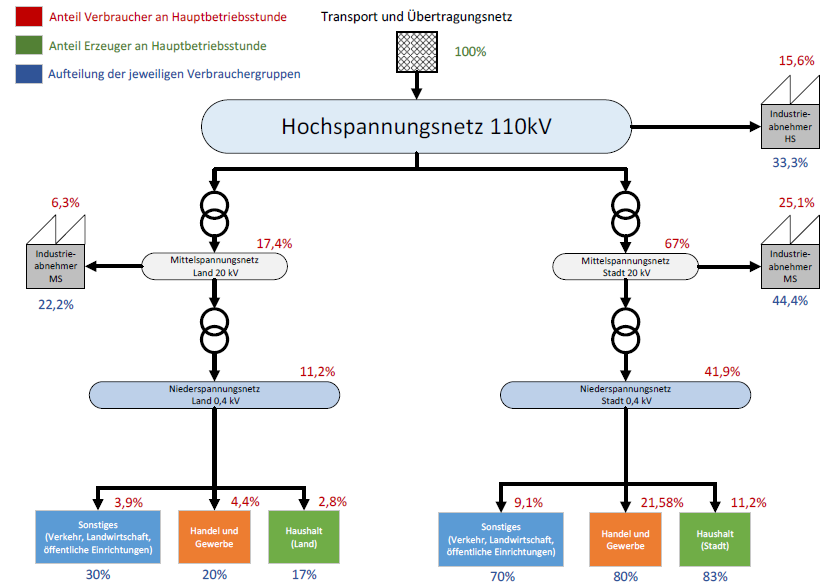 Anteil Verbraucher an Hauptbetriebsstunde
Anteil Erzeuger an Hauptbetriebsstunde
Aufteilung der jeweiligen Verbrauchergruppen
Transport und Übertragungsnetz
100%
Hochspannungsnetz 110kV
15,6%
Industrie-
abnehmer
HS
33,3%
6,3%
Industrie-
abnehmer
MS
22,2%
17,4%
Mittelspannungsnetz
Land 20 kV
67%
Mittelspannungsnetz
Stadt 20 kV
25,1%
Industrie-
abnehmer
MS
44,4%
11,2%
Niederspannungsnetz
Land 0,4 kV
41,9%
Niederspannungsnetz
Stadt 0,4 kV
3,9%
Sonstiges
(Verkehr, Landwirtschaft,
öffentliche Einrichtungen)
30%
4,4%
Handel und
Gewerbe
20%
2,8%
Haushalt
(Land)
17%
9,1%
Sonstiges
(Verkehr, Landwirtschaft,
öffentliche Einrichtungen)
70%
21,58%
Handel und
Gewerbe
80%
11,2%
Haushalt
(Stadt)
83%